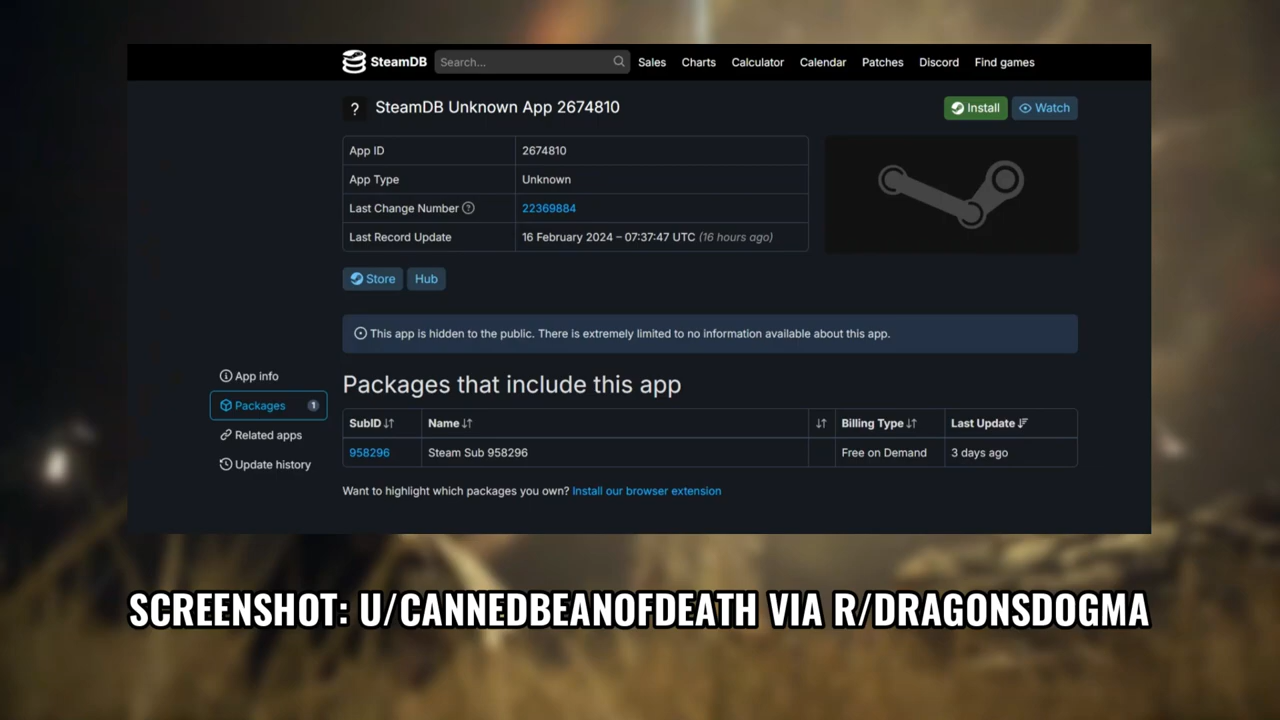 SteamDB Search... Sales Charts Calculator Calendar Patches Discord Find games
? SteamDB Unknown App 2674810 Install Watch
App ID 2674810
App Type Unknown
Last Change Number ? 22369884
Last Record Update 16 February 2024 – 07:37:47 UTC (16 hours ago)
Store Hub
This app is hidden to the public. There is extremely limited to no information available about this app.
App info
Packages 1
Related apps
Update history
Packages that include this app
SubID Name Billing Type Last Update
958296 Steam Sub 958296 Free on Demand 3 days ago
Want to highlight which packages you own? Install our browser extension
SCREENSHOT: U/CANNEDBEANOFDEATH VIA R/DRAGONSDOGMA